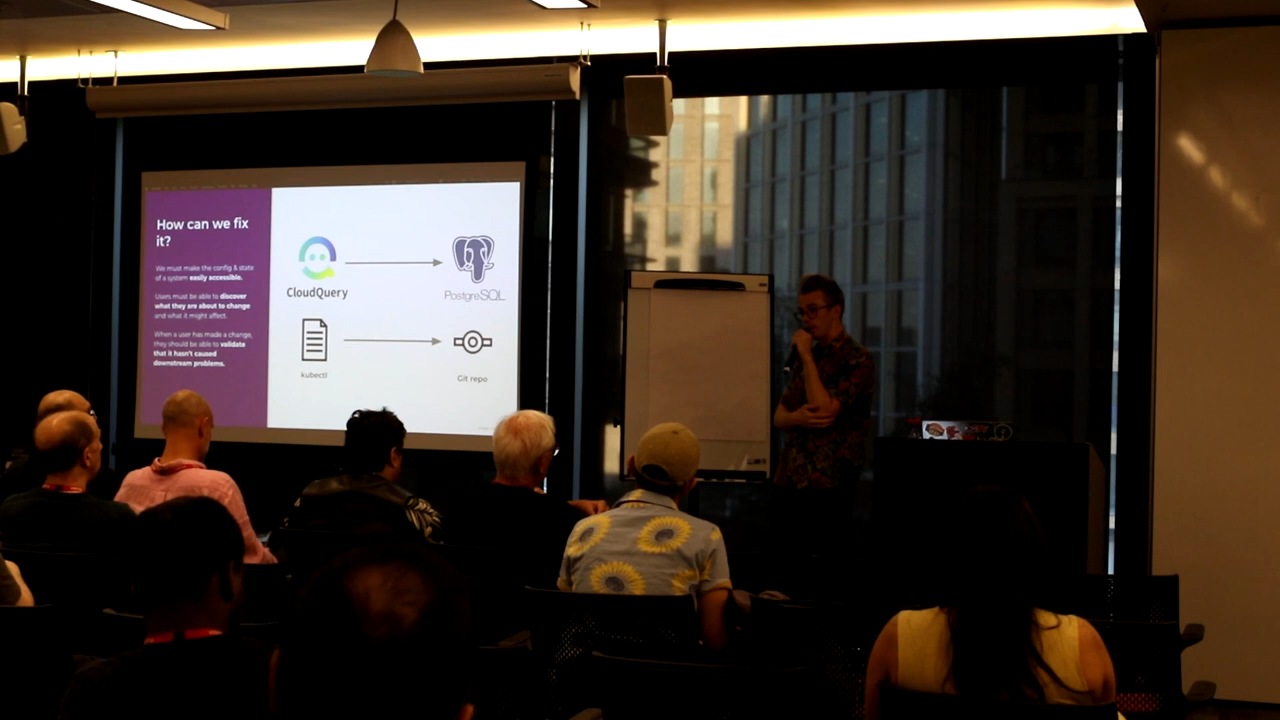 How can we fix
it?
We must make the config & state
of a system easily accessible.
Users must be able to discover
what they are about to change
and what it might affect.
When a user has made a change,
they should be able to validate
that it hasn't caused
downstream problems.
CloudQuery
PostgreSQL
kubectl
Git repo